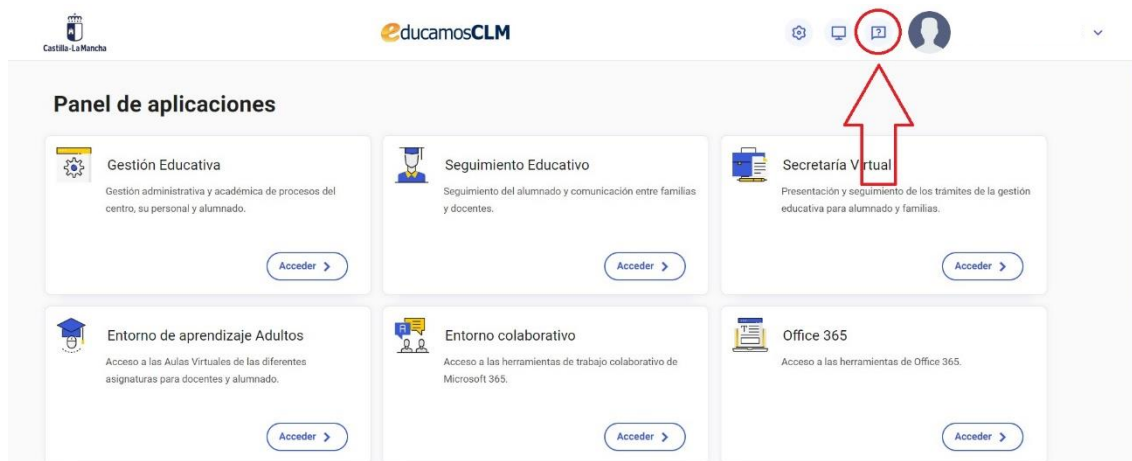 Castilla-La Mancha
educamosCLM
Panel de aplicaciones
Gestión Educativa
Gestión administrativa y académica de procesos del
centro, su personal y alumnado.
Acceder
Seguimiento Educativo
Seguimiento del alumnado y comunicación entre familias
y docentes.
Acceder
Secretaría Virtual
Presentación y seguimiento de los trámites de la gestión
educativa para alumnado y familias.
Acceder
Entorno de aprendizaje Adultos
Acceso a las Aulas Virtuales de las diferentes
asignaturas para docentes y alumnado.
Acceder
Entorno colaborativo
Acceso a las herramientas de trabajo colaborativo de
Microsoft 365.
Acceder
Office 365
Acceso a las herramientas de Office 365.
Acceder